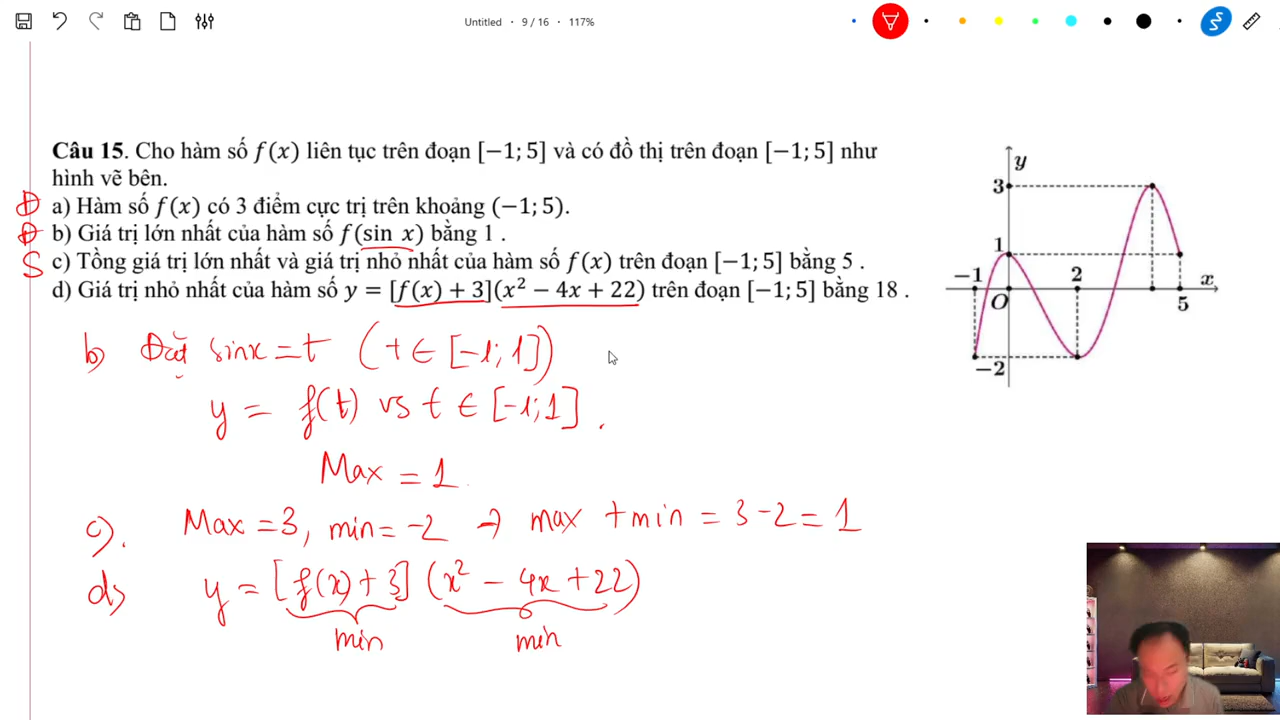 Untitled • 9 / 16 • 117%
Câu 15. Cho hàm số f(x) liên tục trên đoạn [−1; 5] và có đồ thị trên đoạn [−1; 5] như
hình vẽ bên.
Đ a) Hàm số f(x) có 3 điểm cực trị trên khoảng (−1; 5).
Đ b) Giá trị lớn nhất của hàm số f(sin x) bằng 1 .
S c) Tổng giá trị lớn nhất và giá trị nhỏ nhất của hàm số f(x) trên đoạn [−1; 5] bằng 5 .
d) Giá trị nhỏ nhất của hàm số y = [f(x) + 3](x² − 4x + 22) trên đoạn [−1; 5] bằng 18 .
y
3
1
−1
2
x
O
5
−2
b) Đặt sinx = t (t ∈ [-1; 1])
y = f(t) vs t ∈ [-1; 1] .
Max = 1
c). Max = 3, min = -2 ⇒ max + min = 3 - 2 = 1
d) y = [f(x) + 3] (x² - 4x + 22)
min min